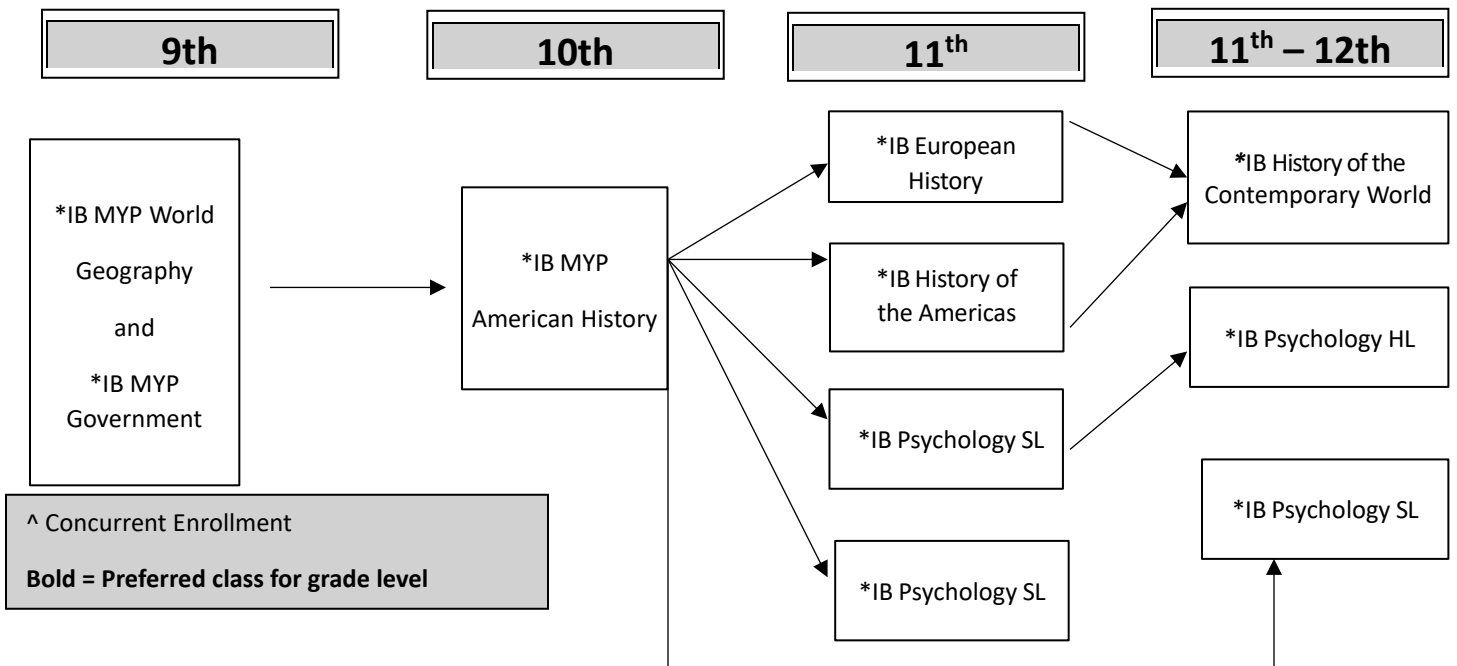 9th
10th
11th
11th – 12th
*IB MYP World
Geography
and
*IB MYP
Government
*IB MYP
American History
*IB European
History
*IB History of
the Americas
*IB Psychology SL
*IB Psychology SL
*IB History of the
Contemporary World
*IB Psychology HL
*IB Psychology SL
^ Concurrent Enrollment
Bold = Preferred class for grade level